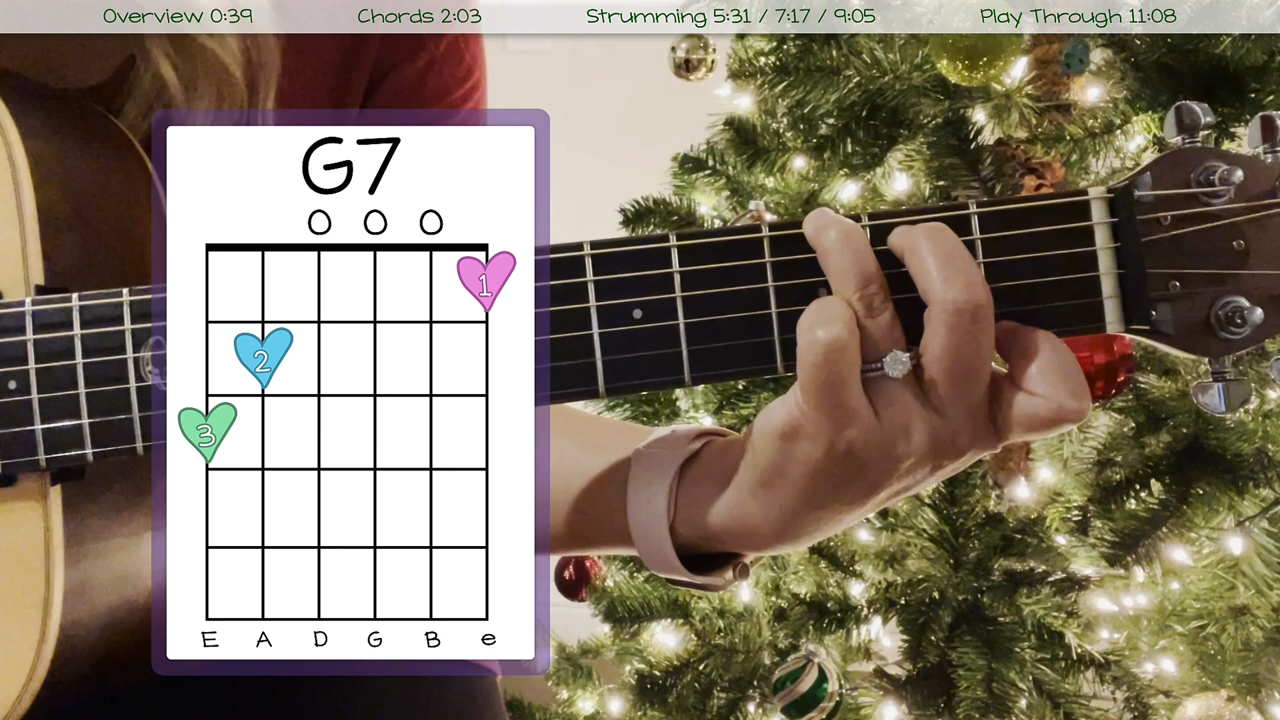 Overview 0:39 Chords 2:03 Strumming 5:31 / 7:17 / 9:05 Play Through 11:08
G7
O O O
1
2
3
E A D G B e